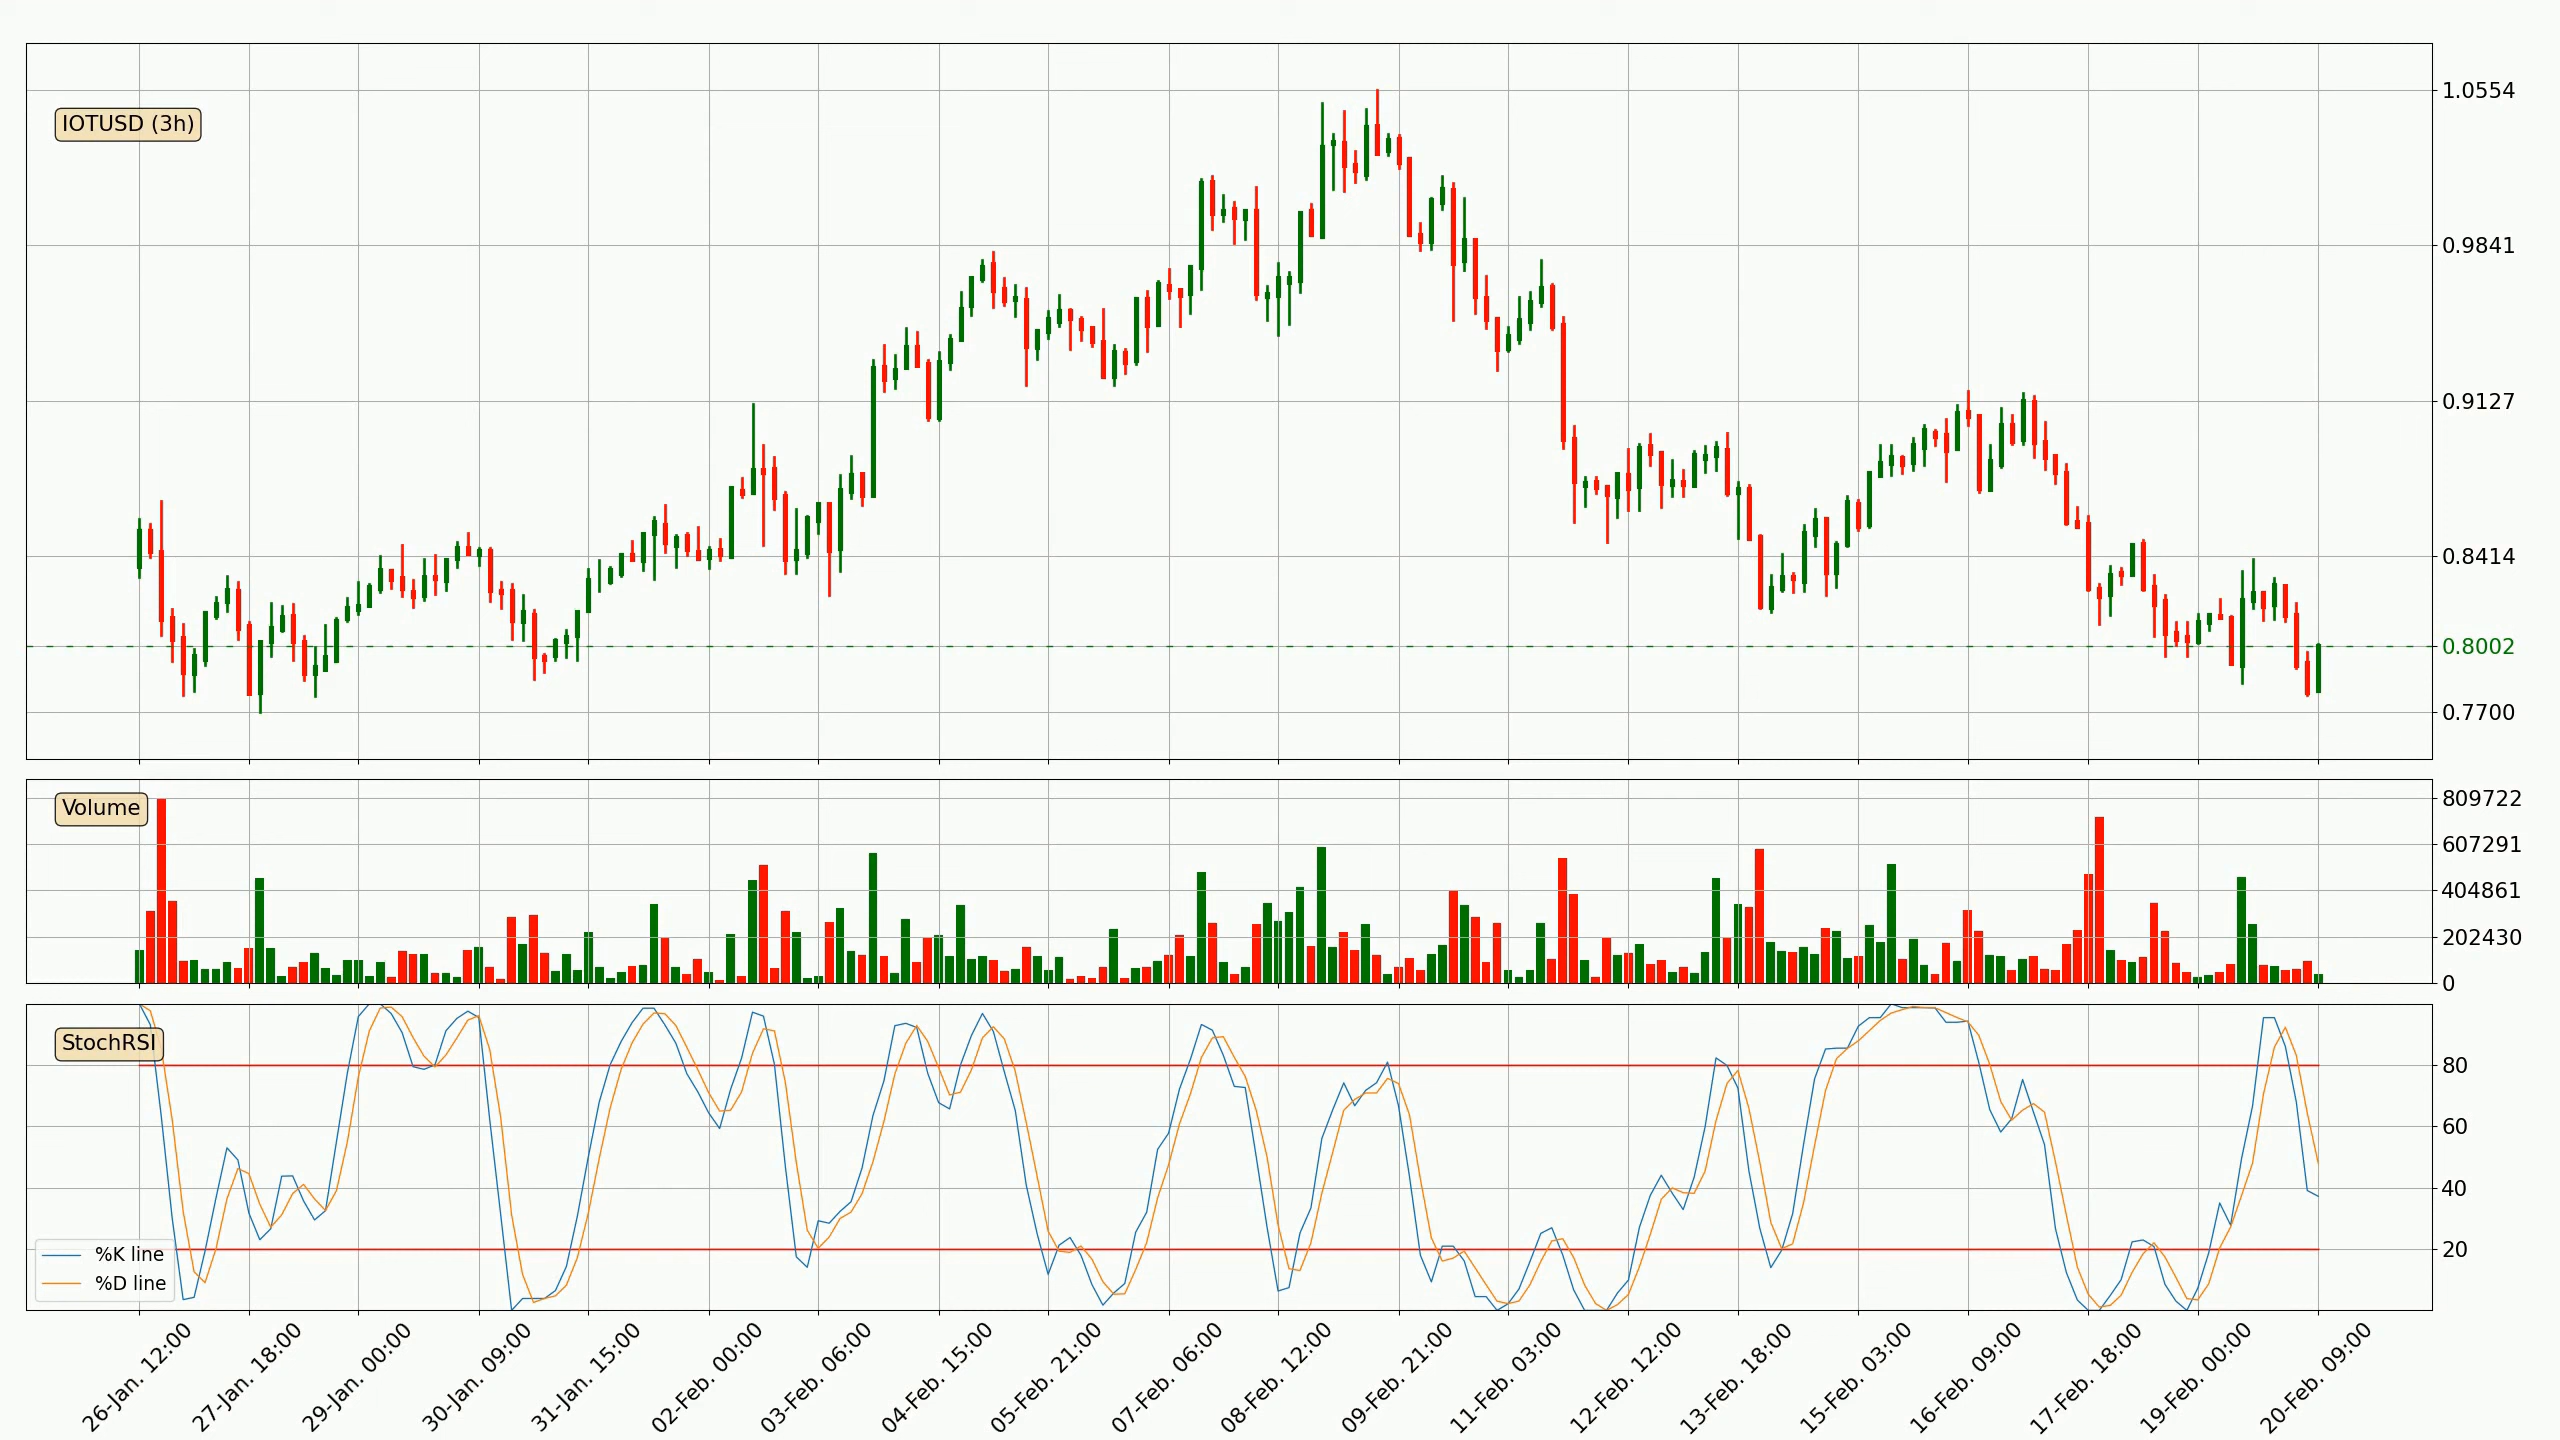 IOTUSD (3h)
1.0554
0.9841
0.9127
0.8414
0.8002
0.7700
Volume
809722
607291
404861
202430
0
StochRSI
80
60
40
20
%K line
%D line
26-Jan. 12:00
27-Jan. 18:00
29-Jan. 00:00
30-Jan. 09:00
31-Jan. 15:00
02-Feb. 00:00
03-Feb. 06:00
04-Feb. 15:00
05-Feb. 21:00
07-Feb. 06:00
08-Feb. 12:00
09-Feb. 21:00
11-Feb. 03:00
12-Feb. 12:00
13-Feb. 18:00
15-Feb. 03:00
16-Feb. 09:00
17-Feb. 18:00
19-Feb. 00:00
20-Feb. 09:00